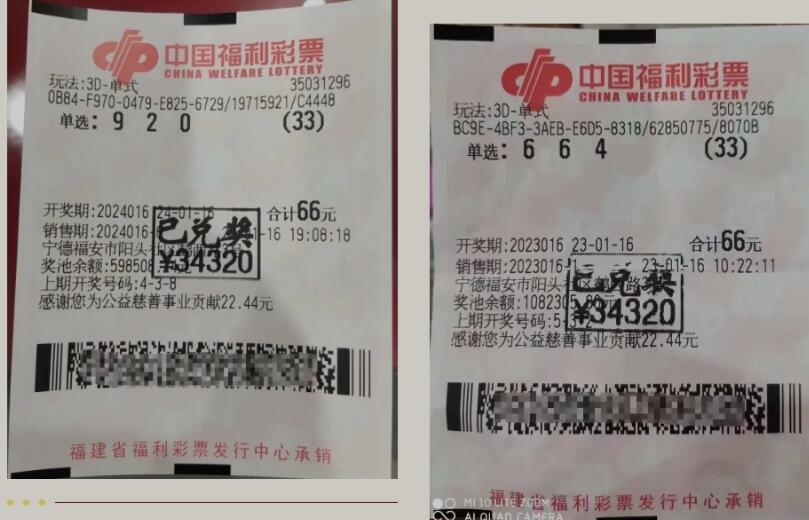 中国福利彩票
CHINA WELFARE LOTTERY
玩法:3D-单式 35031296
0B84-F970-0479-E825-6729/19715921/C4448
单选: 9 2 0 (33)
开奖期:2024016 24-01-16 合计66元
销售期:2024016 -16 19:08:18
已兑奖
¥34320
宁德福安市阳头
奖池余额:598508
上期开奖号码:4-3-8
感谢您为公益慈善事业贡献22.44元
福建省福利彩票发行中心承销
中国福利彩票
CHINA WELFARE LOTTERY
玩法:3D-单式 35031296
BC9E-4BF3-3AEB-E6D5-8318/62850775/8070B
单选: 6 6 4 (33)
开奖期:2023016 23-01-16 合计66元
销售期:2023016 23-01-16 10:22:11
已兑奖
¥34320
宁德福安市阳头社区
奖池余额:1082305
上期开奖号码:5-
感谢您为公益慈善事业贡献22.44元
福建省福利彩票发行中心承销
MI 10 LITE ZOOM
AI QUAD CAMERA